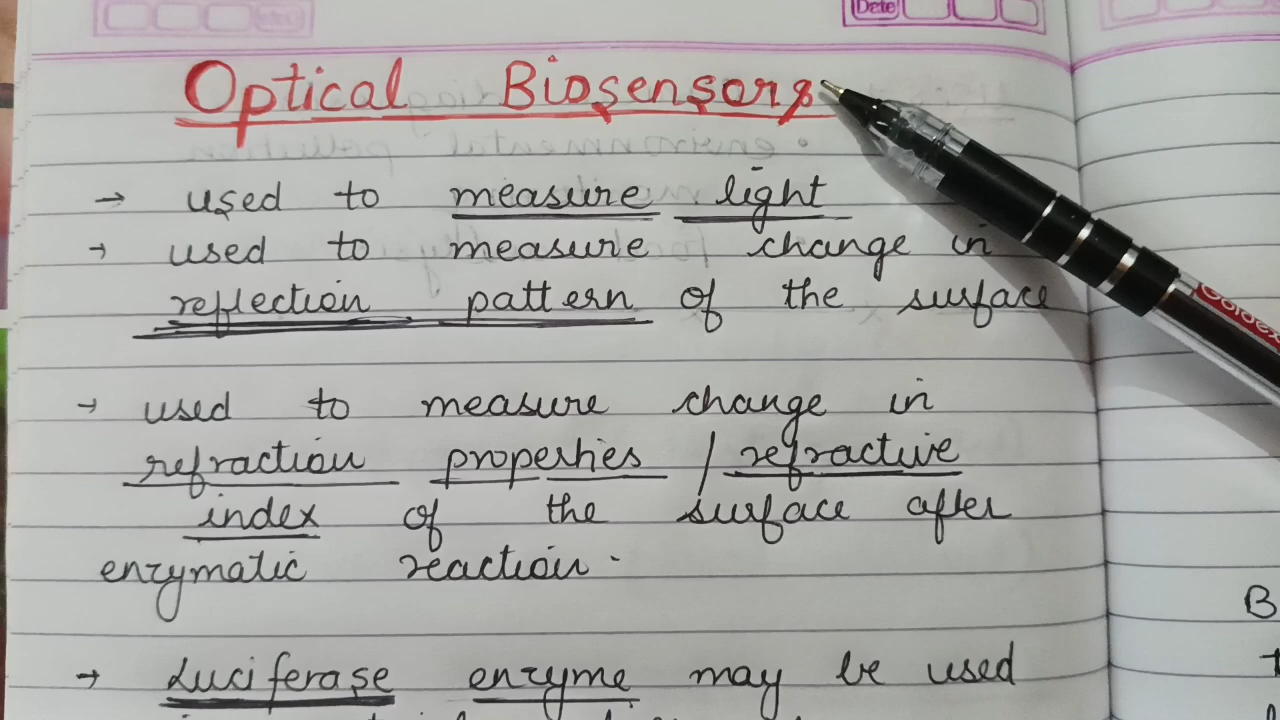 Date
Optical Biosensors
→ used to measure light
→ used to measure change in
reflection pattern of the surface
→ used to measure change in
refraction properties / refractive
index of the surface after
enzymatic reaction.
→ Luciferase enzyme may be used
Goldex
B